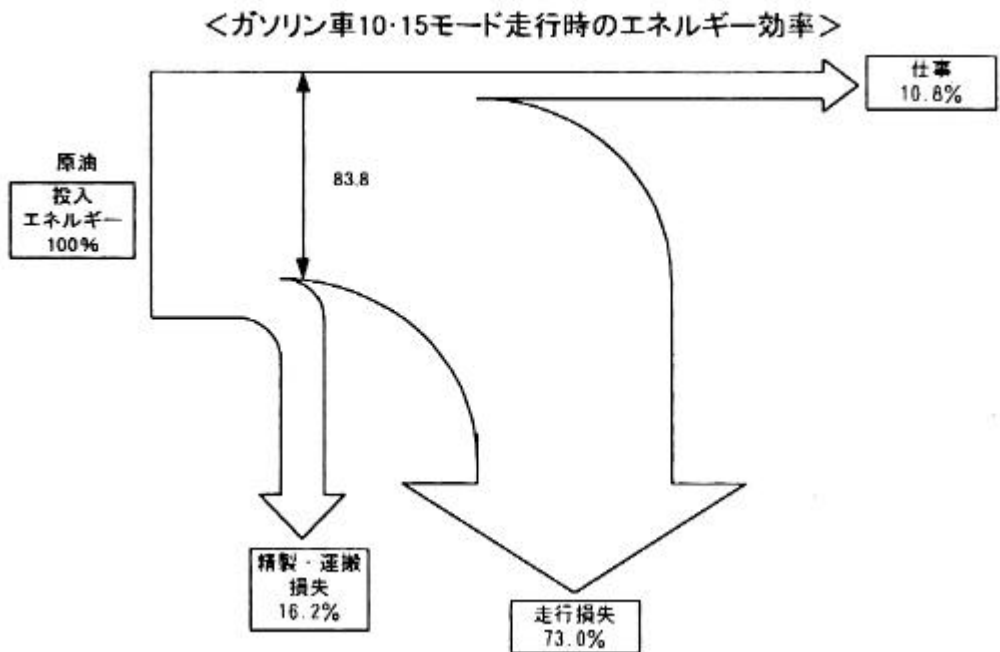 ＜ガソリン車10･15モード走行時のエネルギー効率＞
仕事
10.8%
原油
投入
エネルギー
100%
83.8
精製・運搬
損失
16.2%
走行損失
73.0%